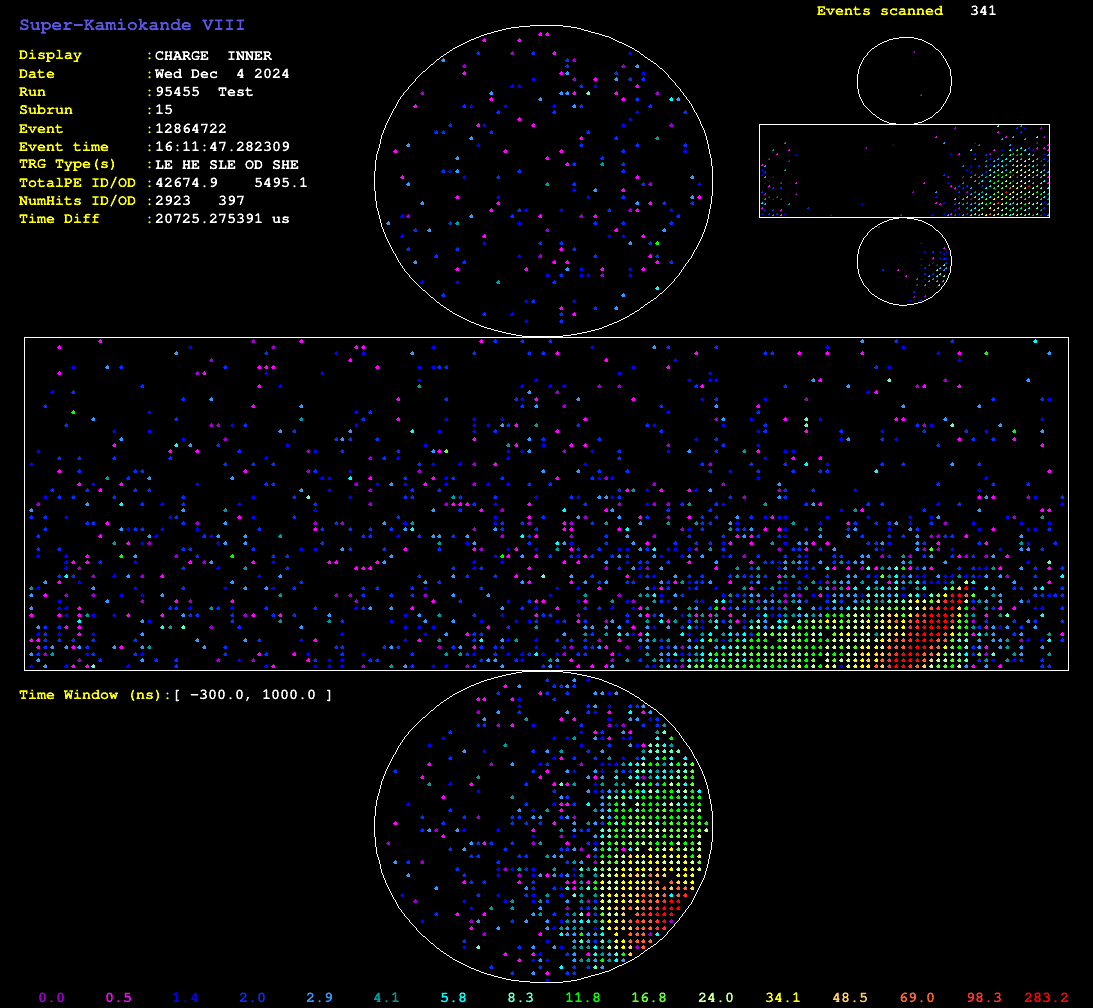 Super-Kamiokande VIII
Events scanned 341
Display :CHARGE INNER
Date :Wed Dec 4 2024
Run :95455 Test
Subrun :15
Event :12864722
Event time :16:11:47.282309
TRG Type(s) :LE HE SLE OD SHE
TotalPE ID/OD :42674.9 5495.1
NumHits ID/OD :2923 397
Time Diff :20725.275391 us
Time Window (ns):[ -300.0, 1000.0 ]
0.0 0.5 1.4 2.0 2.9 4.1 5.8 8.3 11.8 16.8 24.0 34.1 48.5 69.0 98.3 283.2